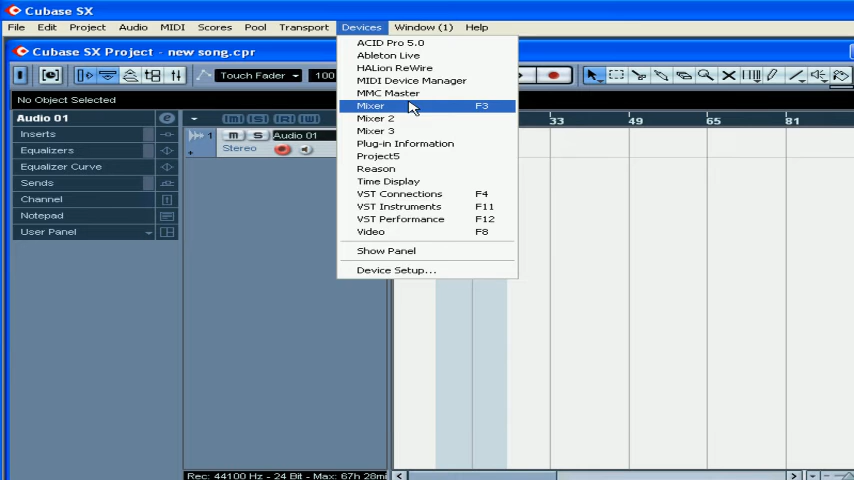 Cubase SX
File Edit Project Audio MIDI Scores Pool Transport Devices Window (1) Help
Cubase SX Project - new song.cpr
Touch Fader 100
No Object Selected
Audio 01
Inserts
Equalizers
Equalizer Curve
Sends
Channel
Notepad
User Panel
1 m S Audio 01
Stereo
ACID Pro 5.0
Ableton Live
HALion ReWire
MIDI Device Manager
MMC Master
Mixer F3
Mixer 2
Mixer 3
Plug-in Information
Project5
Reason
Time Display
VST Connections F4
VST Instruments F11
VST Performance F12
Video F8
Show Panel
Device Setup...
33 49 65 81
Rec: 44100 Hz - 24 Bit - Max: 67h 28mi